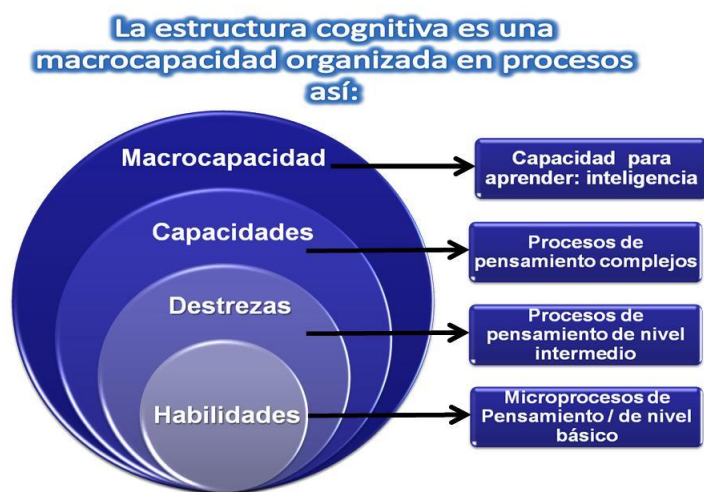 La estructura cognitiva es una
macrocapacidad organizada en procesos
así:
Macrocapacidad
Capacidad para
aprender: inteligencia
Capacidades
Procesos de
pensamiento complejos
Destrezas
Procesos de
pensamiento de nivel
intermedio
Habilidades
Microprocesos de
Pensamiento / de nivel
básico